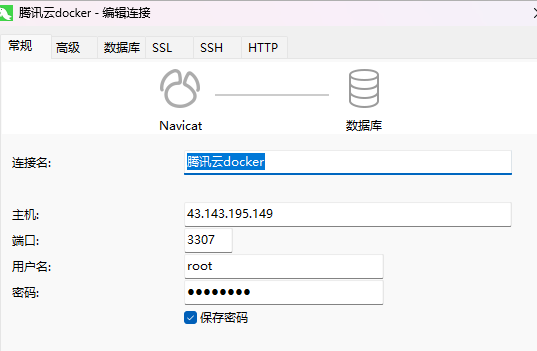 腾讯云docker - 编辑连接
常规 高级 数据库 SSL SSH HTTP
Navicat 数据库
连接名: 腾讯云docker
主机: 43.143.195.149
端口: 3307
用户名: root
密码: ●●●●●●●●
保存密码